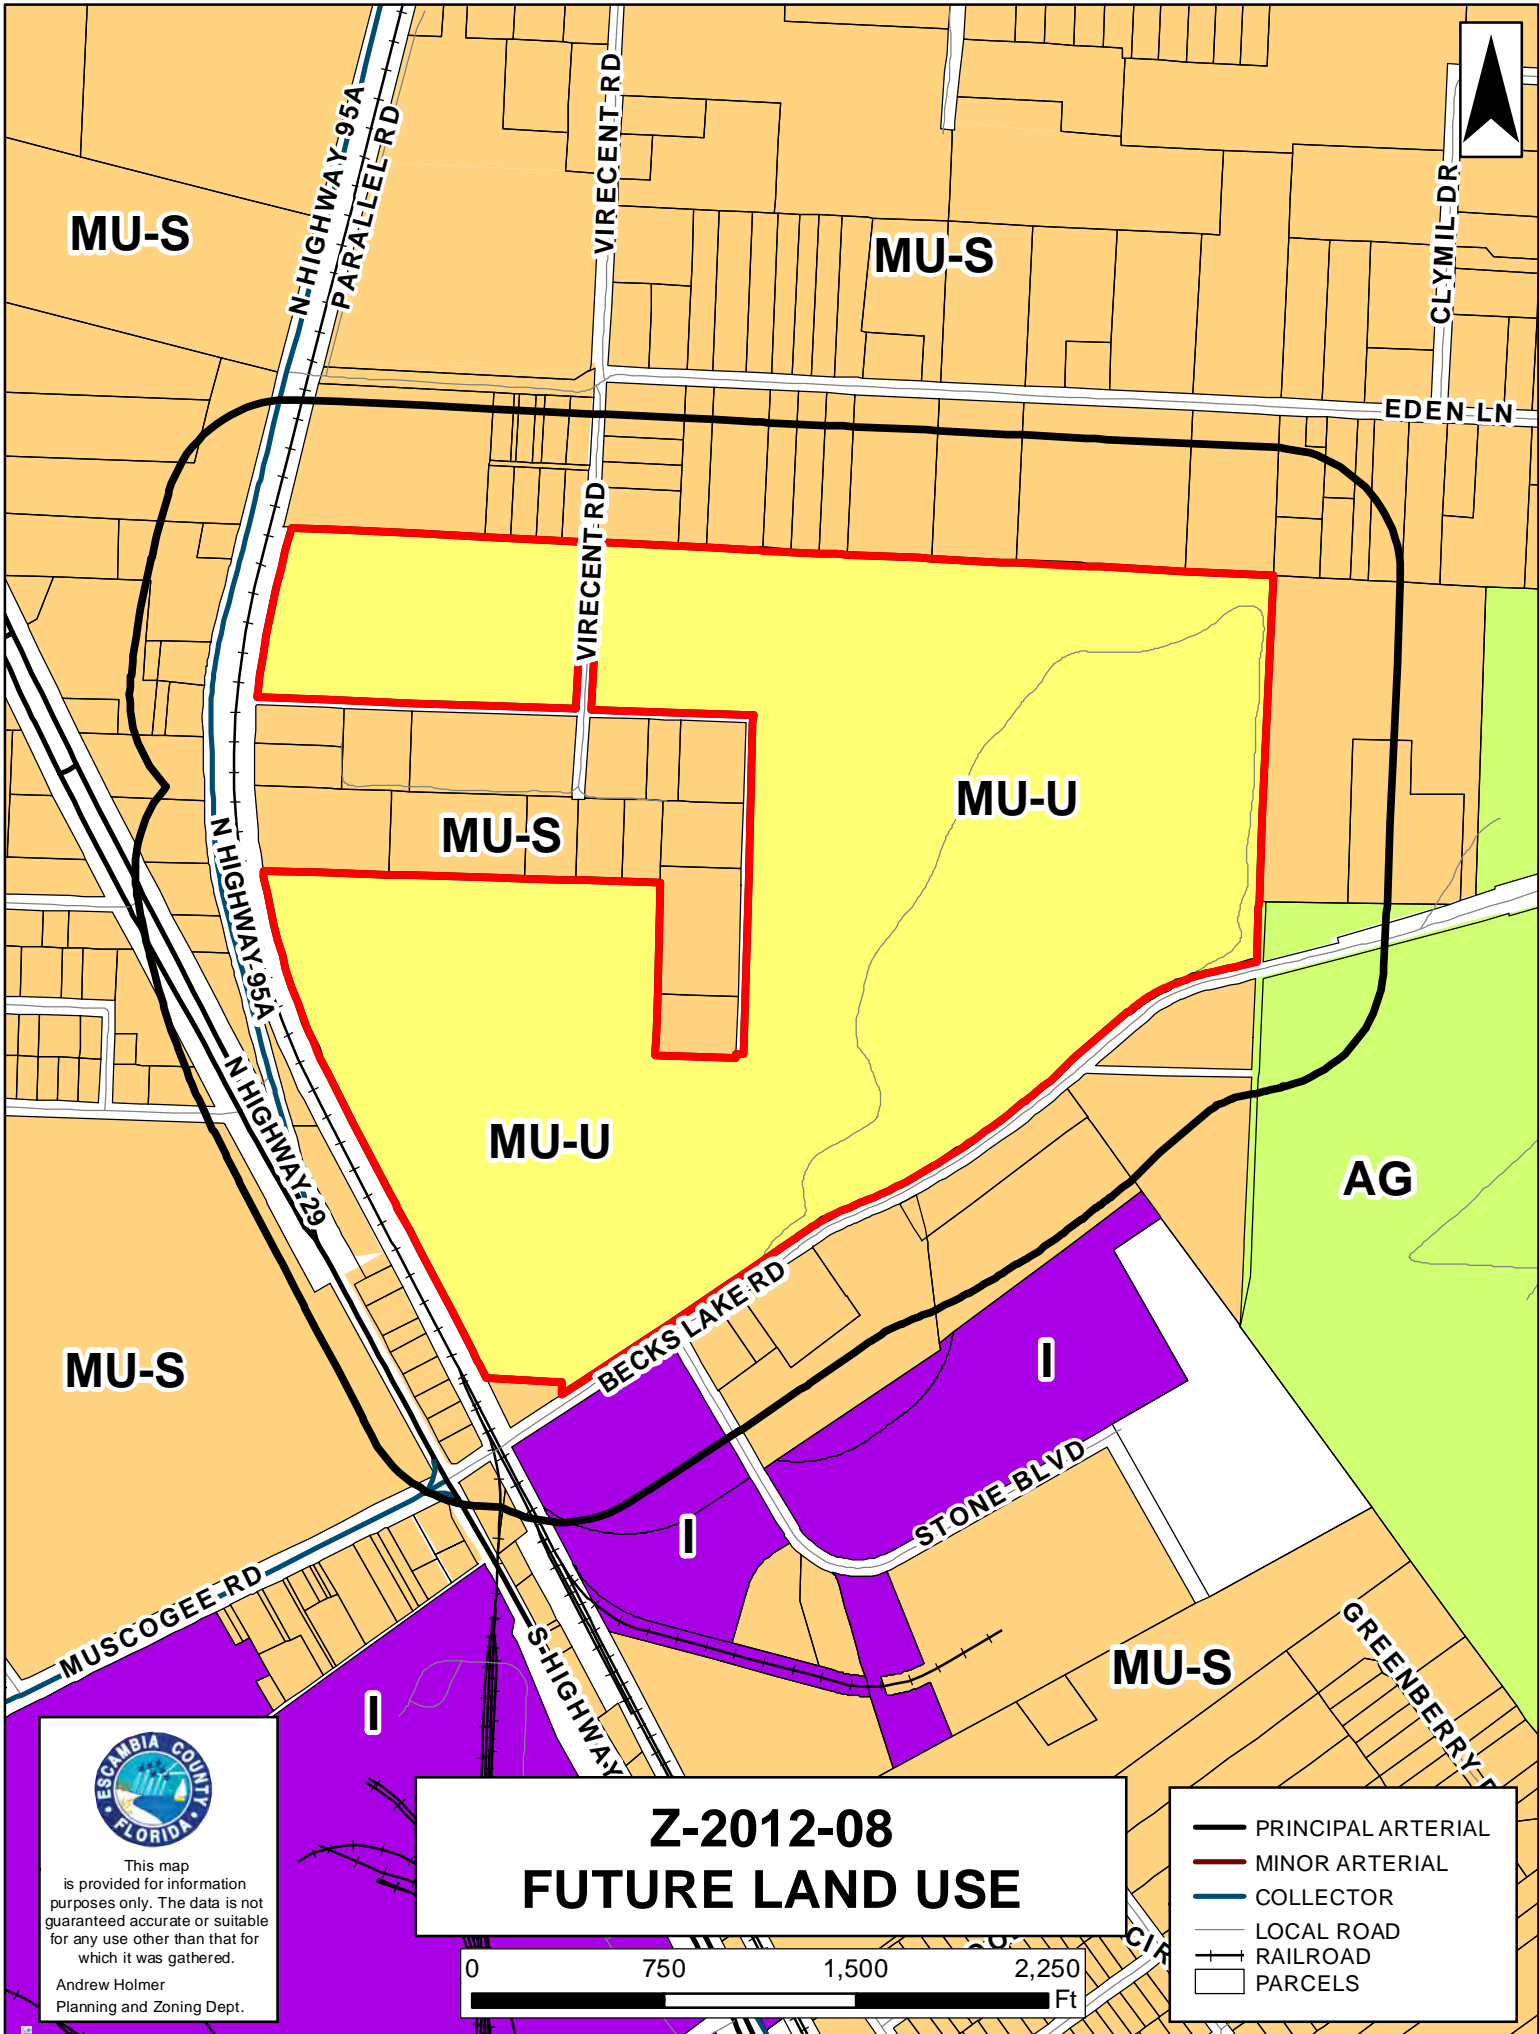 N HIGHWAY 95A
PARALLEL RD
VIRECENT RD
CLYMIL DR
MU-S
MU-S
EDEN LN
VIRECENT RD
MU-U
MU-S
N HIGHWAY 95A
N HIGHWAY 29
MU-U
AG
BECKS LAKE RD
MU-S
I
STONE BLVD
I
MUSCOGEE RD
S HIGHWAY
MU-S
GREENBERRY
I
ESCAMBIA COUNTY
FLORIDA
This map
is provided for information
purposes only. The data is not
guaranteed accurate or suitable
for any use other than that for
which it was gathered.
Andrew Holmer
Planning and Zoning Dept.
Z-2012-08
FUTURE LAND USE
0 750 1,500 2,250
Ft
CIR
PRINCIPAL ARTERIAL
MINOR ARTERIAL
COLLECTOR
LOCAL ROAD
RAILROAD
PARCELS